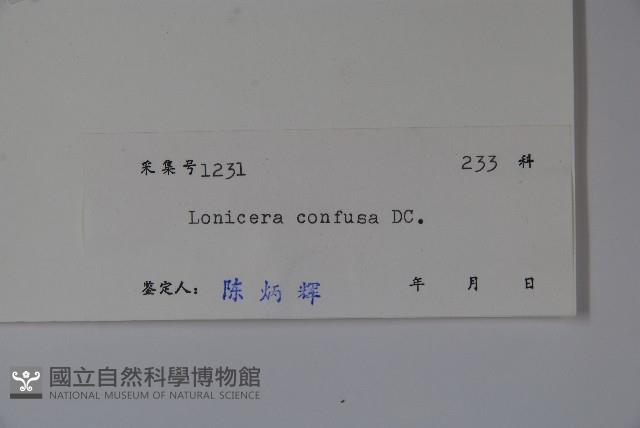 采集号1231 233 科
Lonicera confusa DC.
鉴定人： 陈炳辉 年 月 日
國立自然科學博物館
NATIONAL MUSEUM OF NATURAL SCIENCE